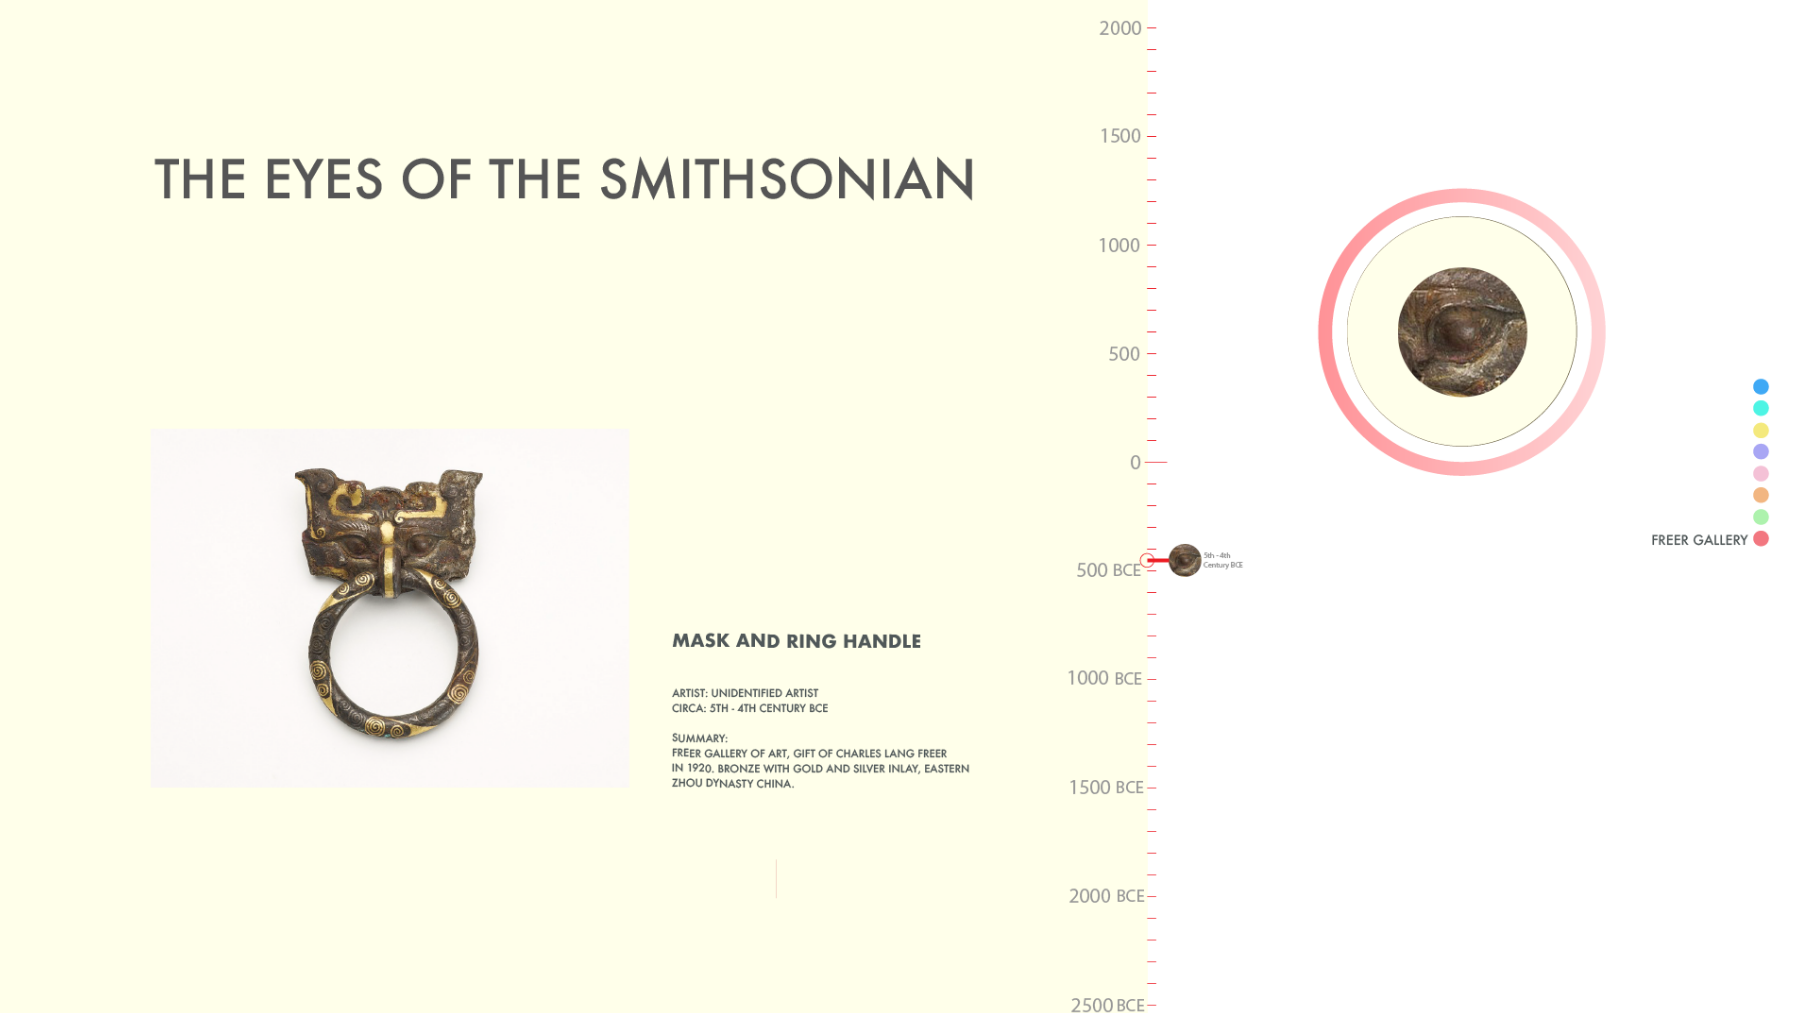 THE EYES OF THE SMITHSONIAN
MASK AND RING HANDLE
ARTIST: UNIDENTIFIED ARTIST
CIRCA: 5TH - 4TH CENTURY BCE
SUMMARY:
FREER GALLERY OF ART, GIFT OF CHARLES LANG FREER
IN 1920. BRONZE WITH GOLD AND SILVER INLAY, EASTERN
ZHOU DYNASTY CHINA.
2000
1500
1000
500
0
500 BCE
1000 BCE
1500 BCE
2000 BCE
2500 BCE
5th -4th
Century BCE
FREER GALLERY